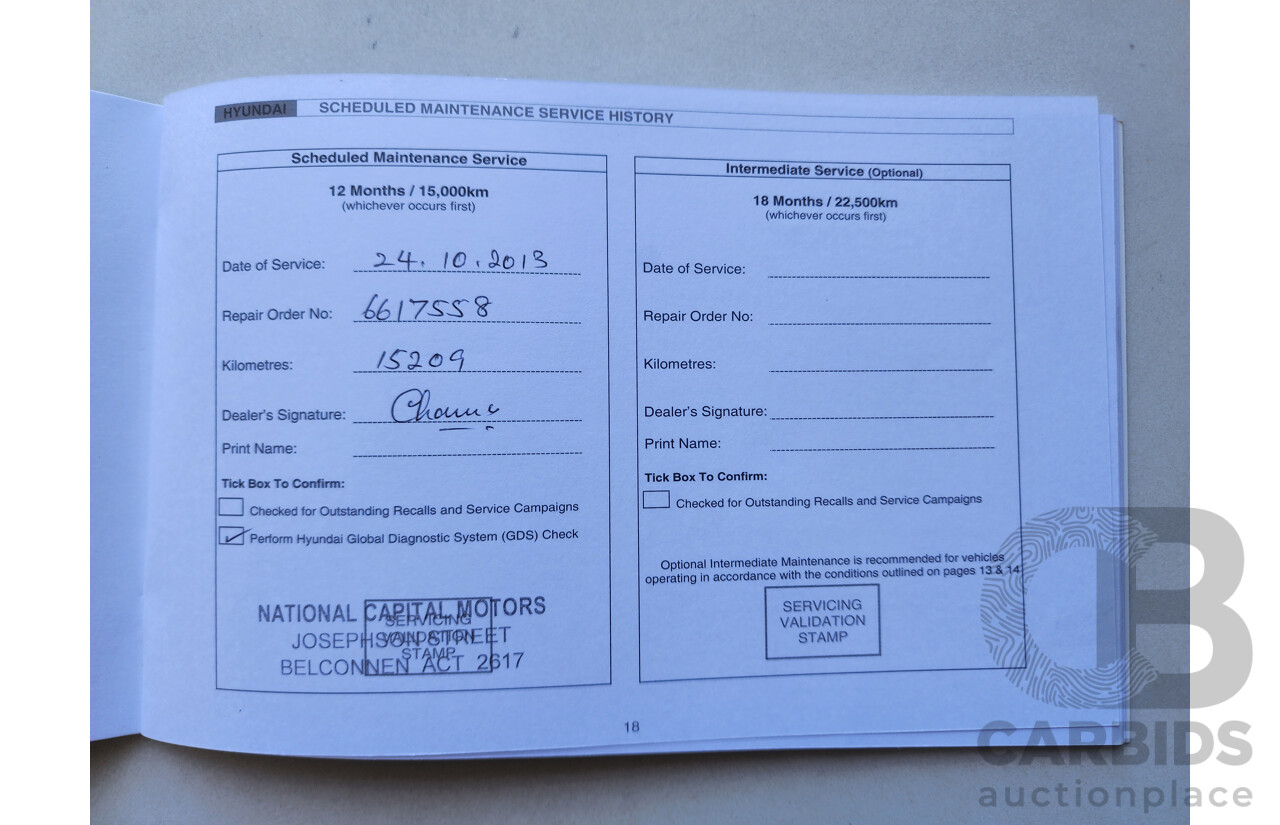 HYUNDAI SCHEDULED MAINTENANCE SERVICE HISTORY
Scheduled Maintenance Service
12 Months / 15,000km
(whichever occurs first)
Date of Service: 24.10.2013
Repair Order No: 6617558
Kilometres: 15209
Dealer's Signature:
Print Name:
Tick Box To Confirm:
Checked for Outstanding Recalls and Service Campaigns
Perform Hyundai Global Diagnostic System (GDS) Check
NATIONAL CAPITAL MOTORS
JOSEPHSON STREET
BELCONNEN ACT 2617
SERVICING
VALIDATION
STAMP
Intermediate Service (Optional)
18 Months / 22,500km
(whichever occurs first)
Date of Service:
Repair Order No:
Kilometres:
Dealer's Signature:
Print Name:
Tick Box To Confirm:
Checked for Outstanding Recalls and Service Campaigns
Optional Intermediate Maintenance is recommended for vehicles
operating in accordance with the conditions outlined on pages 13 & 14
SERVICING
VALIDATION
STAMP
18
CB
CARBIDS
auctionplace